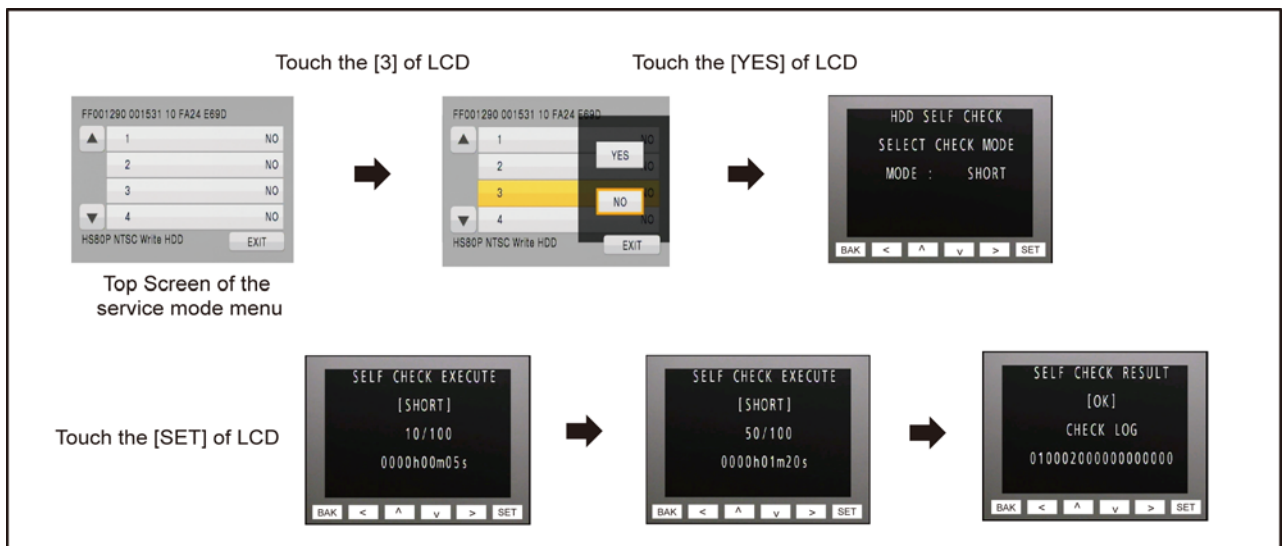 Touch the [3] of LCD
Touch the [YES] of LCD
FF001290 001531 10 FA24 E69D
▲ 1 NO
2 NO
3 NO
▼ 4 NO
HS80P NTSC Write HDD EXIT
Top Screen of the
service mode menu
FF001290 001531 10 FA24 E69D
▲ 1 NO
YES
2 NO
3 NO
NO
▼ 4 NO
HS80P NTSC Write HDD EXIT
HDD SELF CHECK
SELECT CHECK MODE
MODE : SHORT
BAK < ^ v > SET
Touch the [SET] of LCD
SELF CHECK EXECUTE
[SHORT]
10/100
0000h00m05s
BAK < ^ v > SET
SELF CHECK EXECUTE
[SHORT]
50/100
0000h01m20s
BAK < ^ v > SET
SELF CHECK RESULT
[OK]
CHECK LOG
010002000000000000
BAK < ^ v > SET